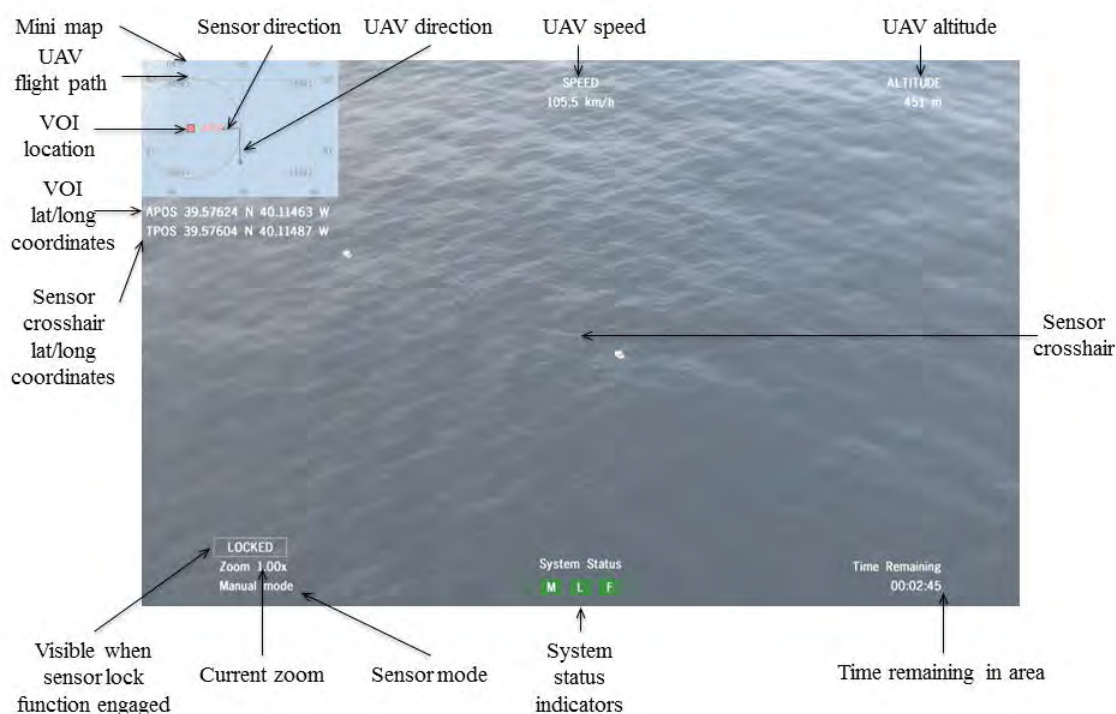 Mini map
Sensor direction
UAV direction
UAV speed
UAV altitude
UAV
flight path
VOI
location
VOI
lat/long
coordinates
Sensor
crosshair
lat/long
coordinates
SPEED
105.5 km/h
ALTITUDE
451 m
APOS 39.57624 N 40.11463 W
TPOS 39.57604 N 40.11487 W
Sensor
crosshair
LOCKED
Zoom 1.00x
Manual mode
System Status
M L F
Time Remaining
00:02:45
Visible when
sensor lock
function engaged
Current zoom
Sensor mode
System
status
indicators
Time remaining in area